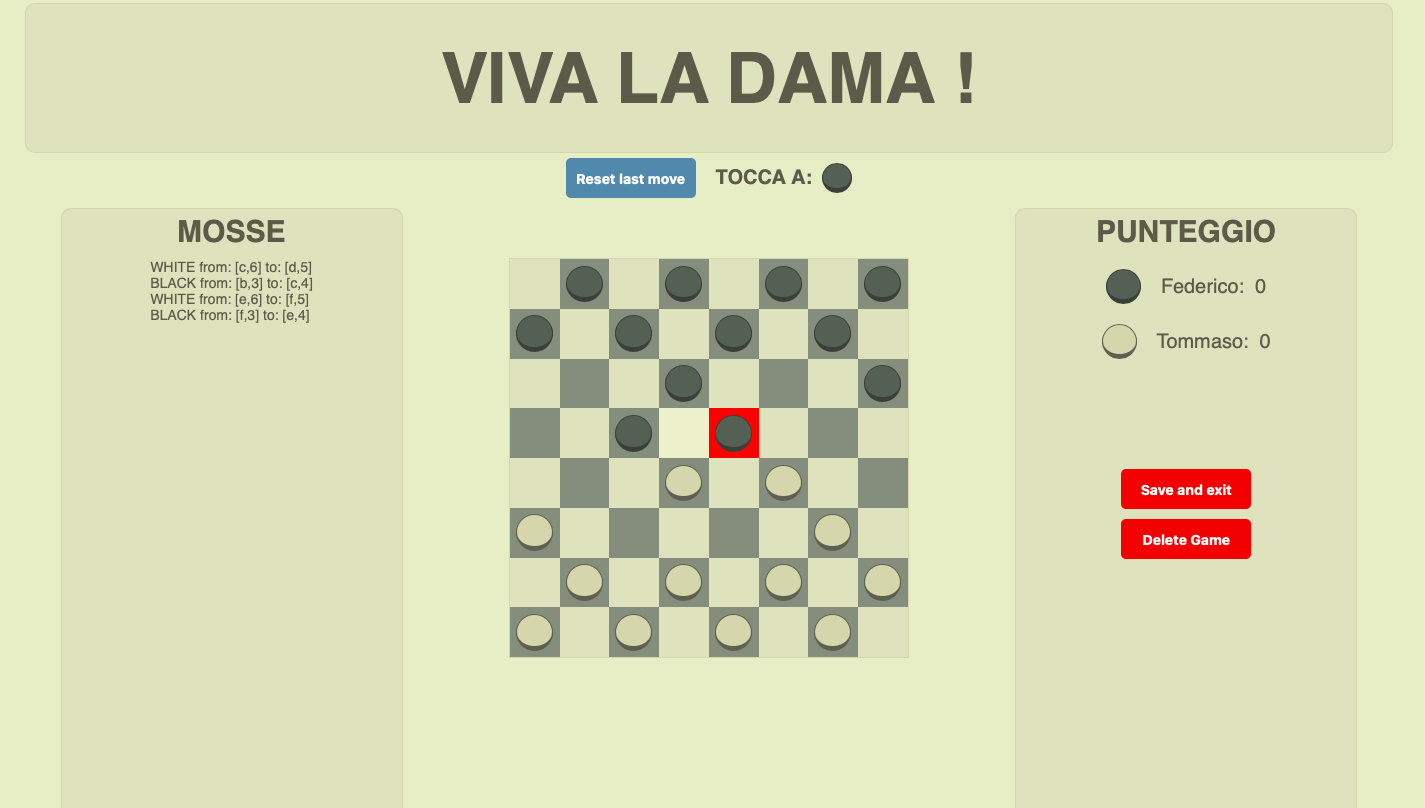 VIVA LA DAMA !
Reset last move
TOCCA A:
MOSSE
WHITE from: [c,6] to: [d,5]
BLACK from: [b,3] to: [c,4]
WHITE from: [e,6] to: [f,5]
BLACK from: [f,3] to: [e,4]
PUNTEGGIO
Federico: 0
Tommaso: 0
Save and exit
Delete Game